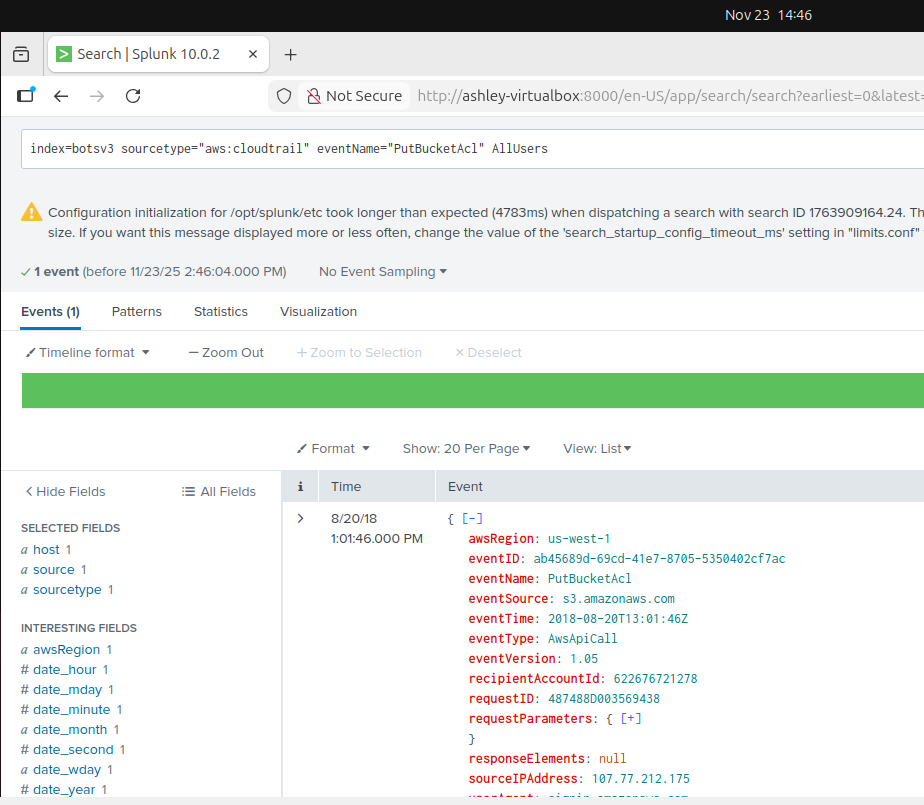 Nov 23 14:46
Search | Splunk 10.0.2
Not Secure http://ashley-virtualbox:8000/en-US/app/search/search?earliest=0&latest=
index=botsv3 sourcetype="aws:cloudtrail" eventName="PutBucketAcl" AllUsers
Configuration initialization for /opt/splunk/etc took longer than expected (4783ms) when dispatching a search with search ID 1763909164.24. Th
size. If you want this message displayed more or less often, change the value of the 'search_startup_config_timeout_ms' setting in "limits.conf"
1 event (before 11/23/25 2:46:04.000 PM) No Event Sampling
Events (1) Patterns Statistics Visualization
Timeline format — Zoom Out + Zoom to Selection × Deselect
Format Show: 20 Per Page View: List
< Hide Fields All Fields
i Time Event
SELECTED FIELDS
a host 1
a source 1
a sourcetype 1
INTERESTING FIELDS
a awsRegion 1
# date_hour 1
# date_mday 1
# date_minute 1
a date_month 1
# date_second 1
a date_wday 1
# date_year 1
8/20/18
1:01:46.000 PM
{ [-]
awsRegion: us-west-1
eventID: ab45689d-69cd-41e7-8705-5350402cf7ac
eventName: PutBucketAcl
eventSource: s3.amazonaws.com
eventTime: 2018-08-20T13:01:46Z
eventType: AwsApiCall
eventVersion: 1.05
recipientAccountId: 622676721278
requestID: 487488D003569438
requestParameters: { [+]
}
responseElements: null
sourceIPAddress: 107.77.212.175